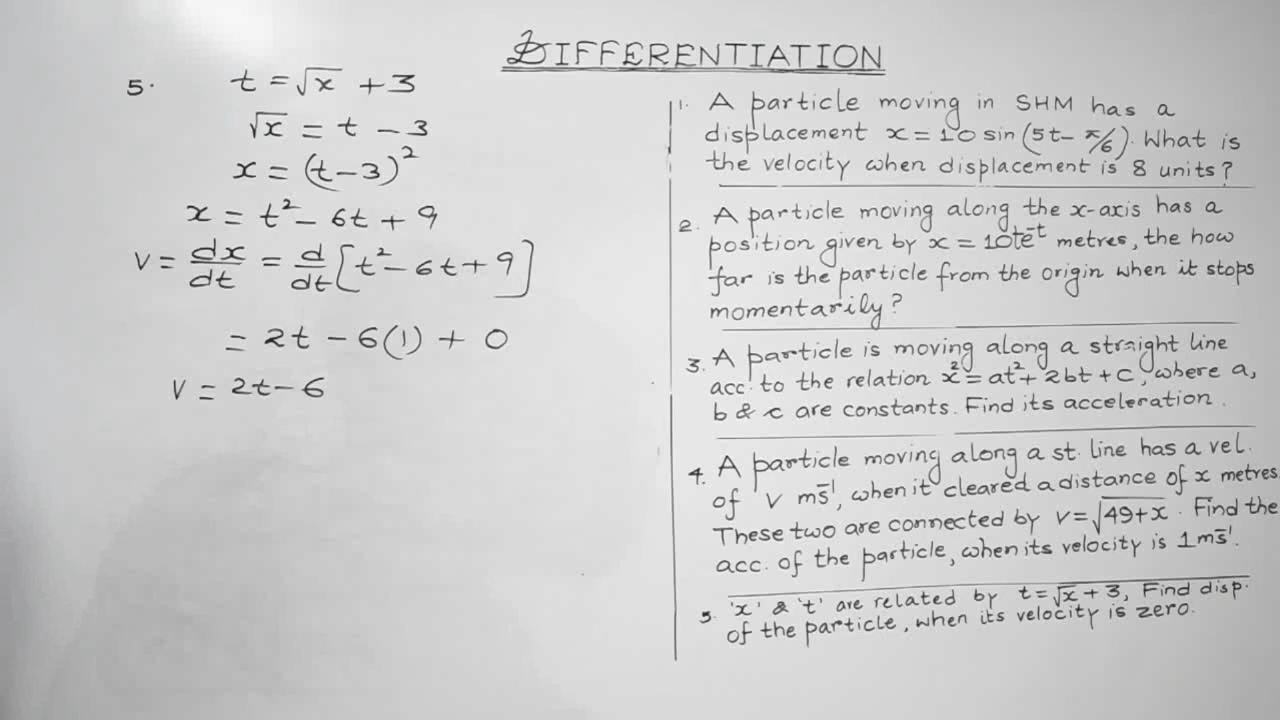 DIFFERENTIATION
5. t = √x + 3
√x = t - 3
x = (t-3)²
x = t² - 6t + 9
v = dx/dt = d/dt [t² - 6t + 9]
= 2t - 6(1) + 0
v = 2t - 6
1. A particle moving in SHM has a
displacement x = 10 sin(5t - π/6). What is
the velocity when displacement is 8 units?
2. A particle moving along the x-axis has a
position given by x = 10te⁻ᵗ metres, the how
far is the particle from the origin when it stops
momentarily?
3. A particle is moving along a straight line
acc. to the relation x² = at² + 2bt + c, where a,
b & c are constants. Find its acceleration.
4. A particle moving along a st. line has a vel.
of v ms⁻¹, when it cleared a distance of x metres.
These two are connected by v = √(49+x). Find the
acc. of the particle, when its velocity is 1ms⁻¹.
5. 'x' & 't' are related by t = √x + 3, Find disp.
of the particle, when its velocity is zero.